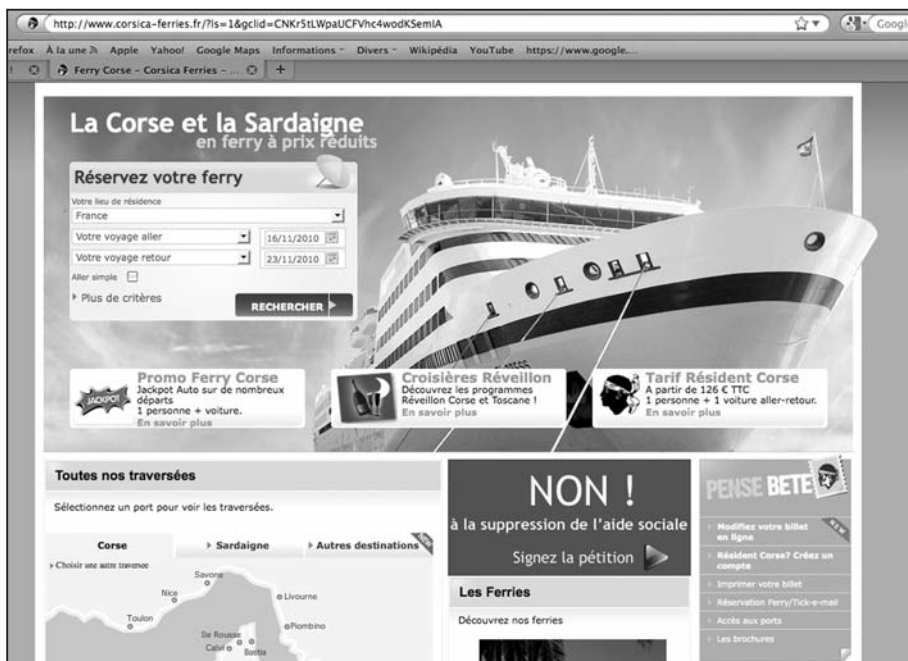 http://www.corsica-ferries.fr/?ls=1&gclid=CNKr5tLWpaUCFVhc4wodKSemlA
Googl
refox À la une Apple Yahoo! Google Maps Informations Divers Wikipédia YouTube https://www.google....
Ferry Corse – Corsica Ferries – ...
La Corse et la Sardaigne
en ferry à prix réduits
Réservez votre ferry
Votre lieu de résidence
France
Votre voyage aller 16/11/2010
Votre voyage retour 23/11/2010
Aller simple
Plus de critères
RECHERCHER
JACKPOT
Promo Ferry Corse
Jackpot Auto sur de nombreux
départs
1 personne + voiture.
En savoir plus
Croisières Réveillon
Découvrez les programmes
Réveillon Corse et Toscane !
En savoir plus
Tarif Résident Corse
A partir de 126 € TTC
1 personne + 1 voiture aller-retour.
En savoir plus
Toutes nos traversées
Sélectionnez un port pour voir les traversées.
Corse
Sardaigne
Autres destinations
NEW
Choisir une autre traversee
Savone
Nice
Livourne
Toulon
Piombino
Ile Rousse
Calvi
Bastia
NON !
à la suppression de l'aide sociale
Signez la pétition
Les Ferries
Découvrez nos ferries
PENSE BETE
Modifiez votre billet
en ligne
NEW
Résident Corse? Créez un
compte
Imprimer votre billet
Réservation Ferry/Tick-e-mail
Accès aux ports
Les brochures